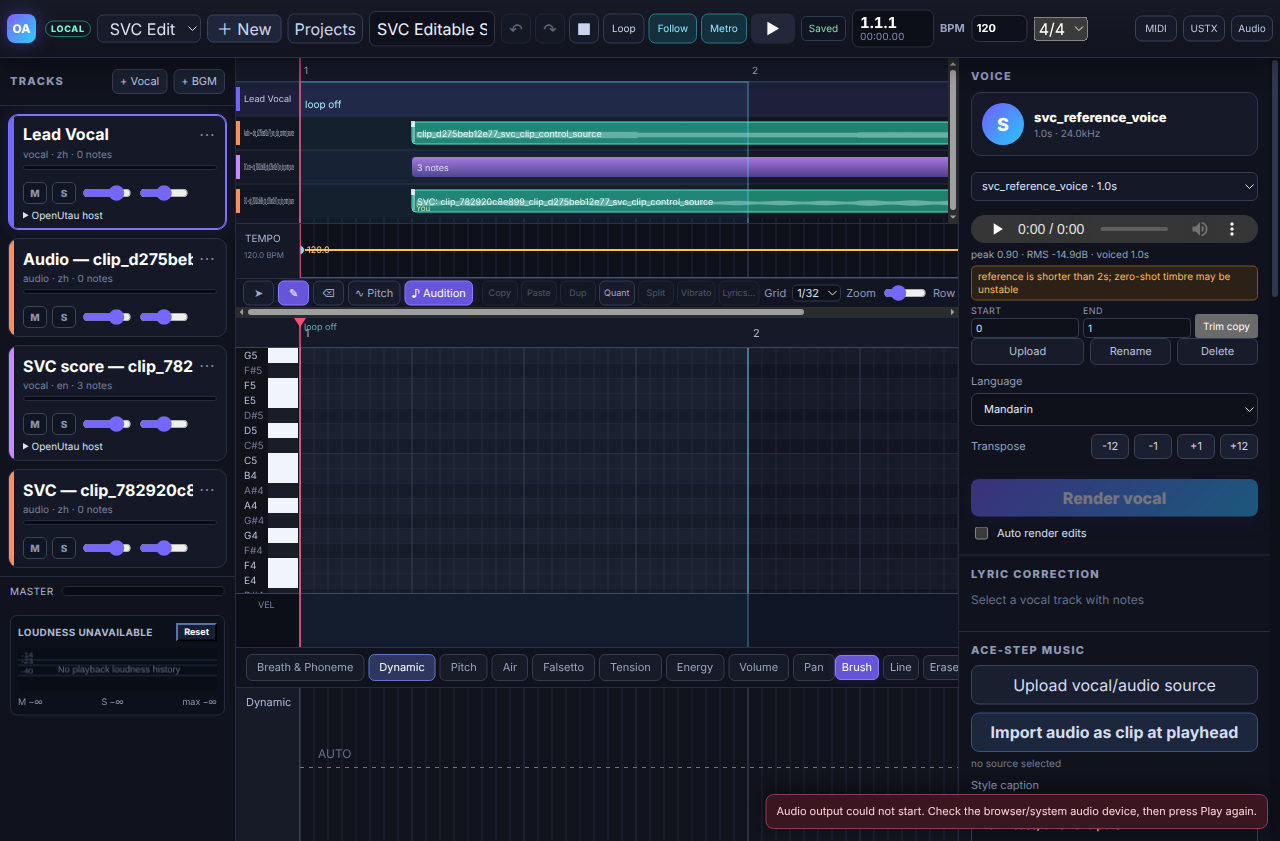 OA LOCAL SVC Edit + New Projects SVC Editable S Loop Follow Metro Saved 1.1.1 BPM 120 4/4 MIDI USTX Audio
00:00.00
TRACKS + Vocal + BGM
Lead Vocal ...
vocal · zh · 0 notes
M S
OpenUtau host
Audio — clip_d275beb ...
audio · zh · 0 notes
M S
SVC score — clip_782 ...
vocal · en · 3 notes
M S
OpenUtau host
SVC — clip_782920c8 ...
audio · zh · 0 notes
M S
MASTER
LOUDNESS UNAVAILABLE Reset
-14
-23
-40
No playback loudness history
M −∞ S −∞ max −∞
1 2
Lead Vocal loop off
clip_d275beb12e77_svc_clip_control_source
3 notes
SVC: clip_782920c8e899_clip_d275beb12e77_svc_clip_control_source
You
TEMPO
120.0 BPM
120.0
Pitch Audition Copy Paste Dup Quant Split Vibrato Lyrics... Grid 1/32 Zoom Row
loop off
1 2
G5
F#5
F5
E5
D#5
D5
C#5
C5
B4
A#4
A4
G#4
G4
F#4
F4
E4
VEL
Breath & Phoneme Dynamic Pitch Air Falsetto Tension Energy Volume Pan Brush Line Erase
Dynamic
AUTO
VOICE
S svc_reference_voice
1.0s · 24.0kHz
svc_reference_voice · 1.0s
0:00 / 0:00
peak 0.90 · RMS -14.9dB · voiced 1.0s
reference is shorter than 2s; zero-shot timbre may be
unstable
START END
0 1 Trim copy
Upload Rename Delete
Language
Mandarin
Transpose -12 -1 +1 +12
Render vocal
Auto render edits
LYRIC CORRECTION
Select a vocal track with notes
ACE-STEP MUSIC
Upload vocal/audio source
Import audio as clip at playhead
no source selected
Style caption
Audio output could not start. Check the browser/system audio device, then press Play again.